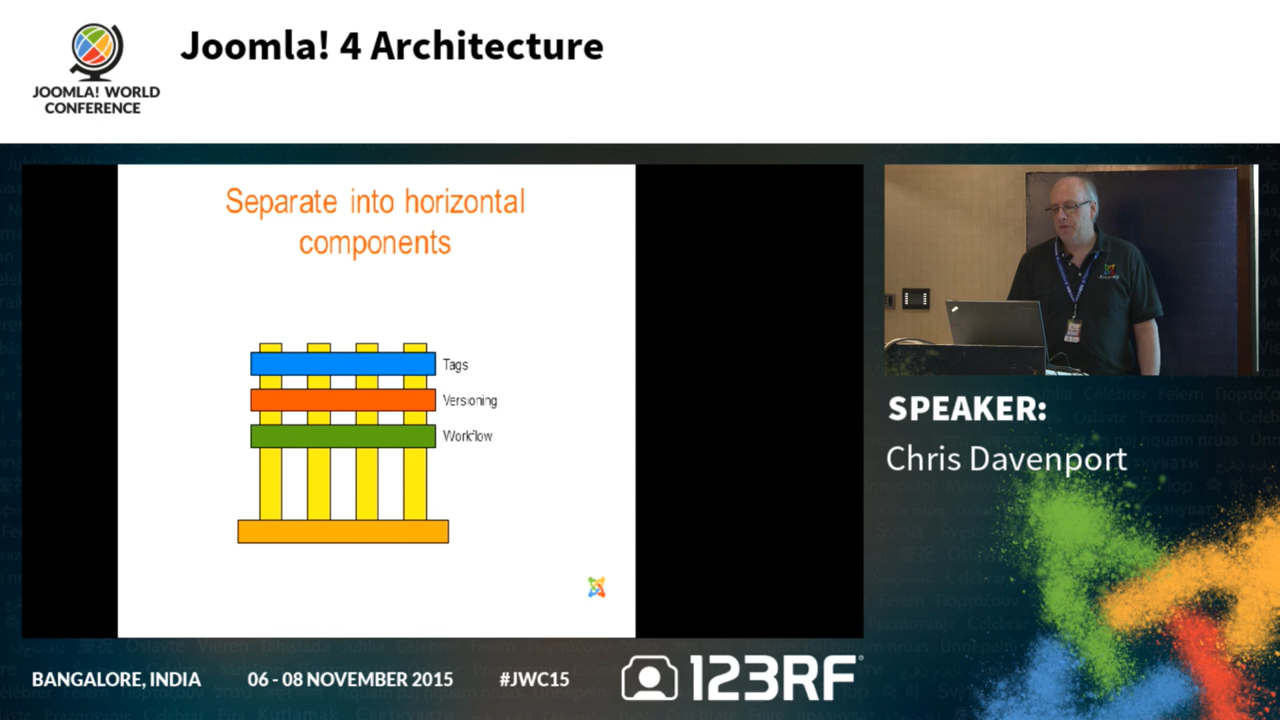 Joomla! 4 Architecture
JOOMLA! WORLD
CONFERENCE
Separate into horizontal
components
Tags
Versioning
Workflow
SPEAKER:
Chris Davenport
BANGALORE, INDIA
06 - 08 NOVEMBER 2015
#JWC15
123RF®